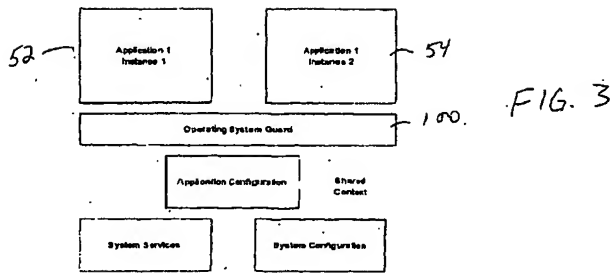 52
Application 1
Instance 1
Application 1
Instance 2
54
Operating System Guard
100.
FIG. 3
Application Configuration
Shared
Context
System Services
System Configuration